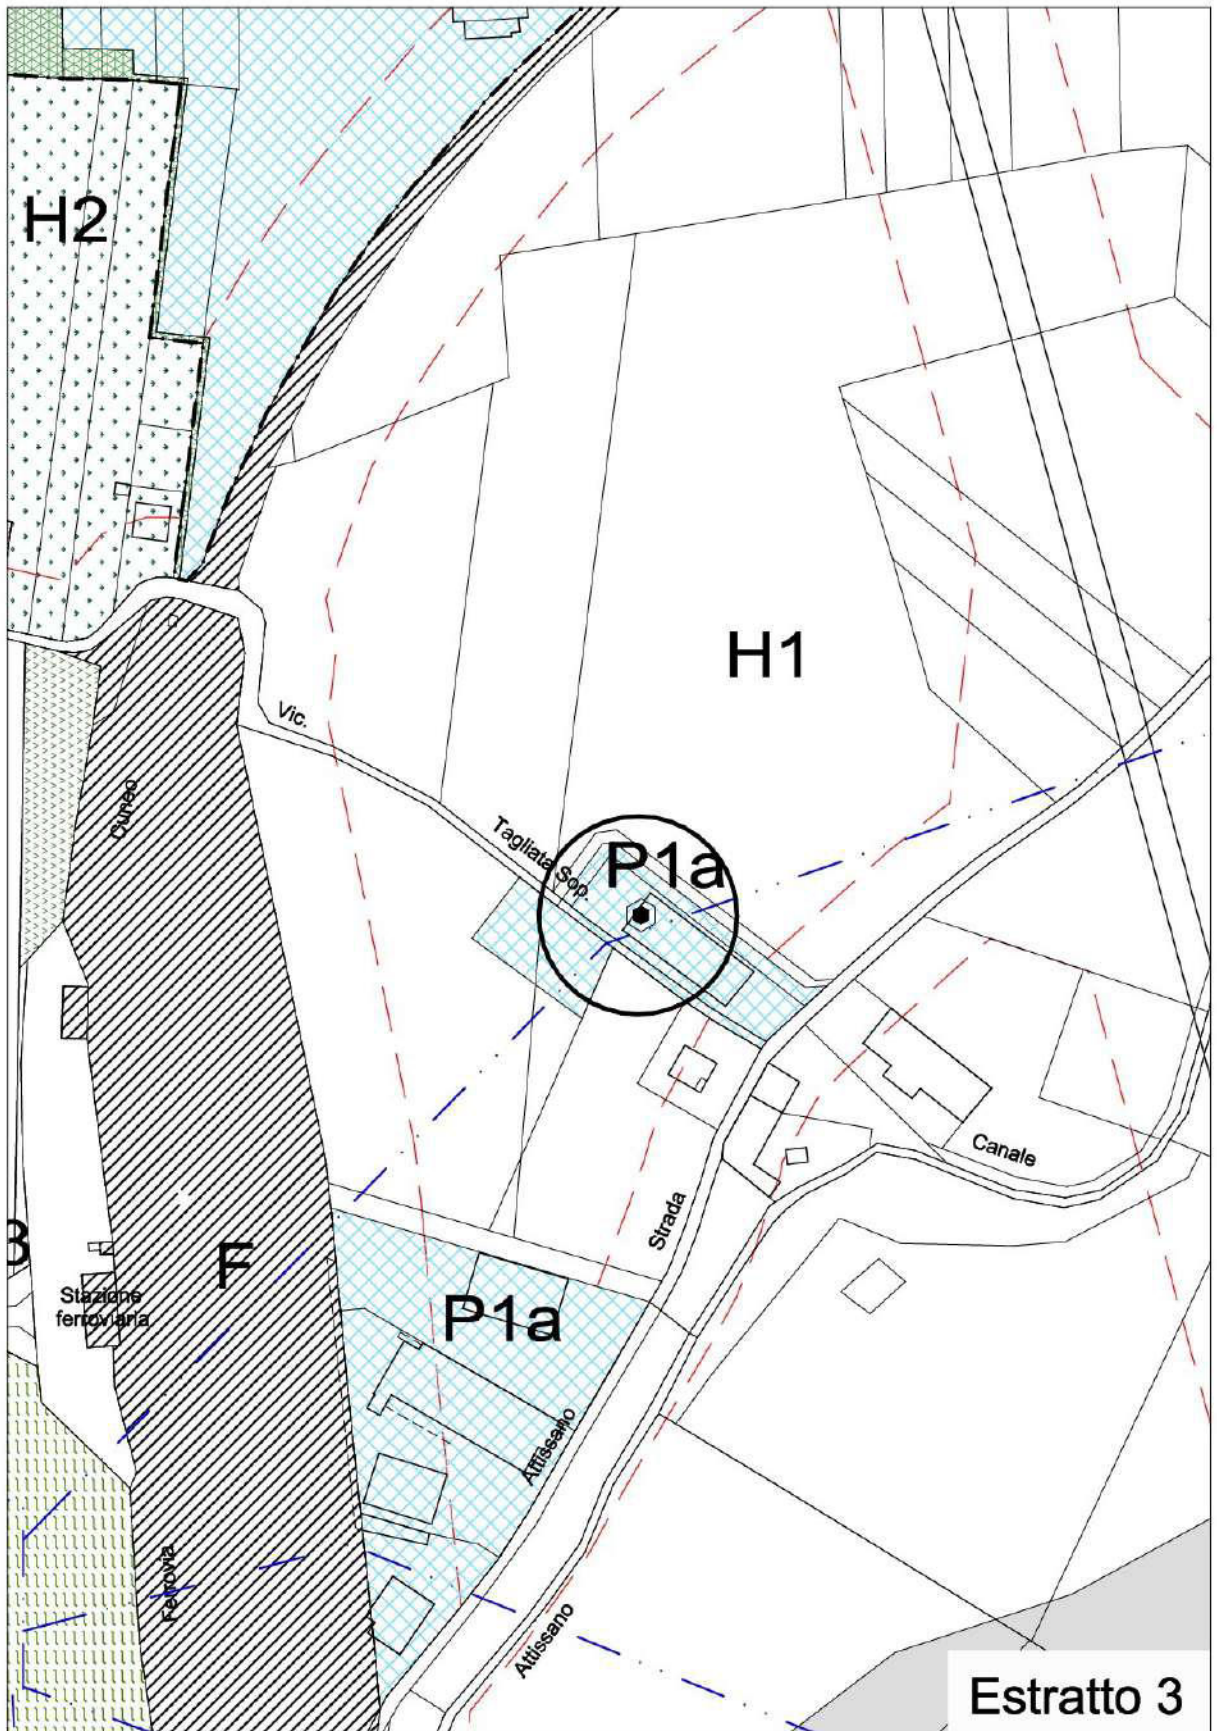 H2
H1
Vic.
Cuneo
Tagliata Sop.
P1a
Canale
Strada
F
Stazione
ferroviaria
P1a
Attissano
Ferrovia
Attissano
Estratto 3